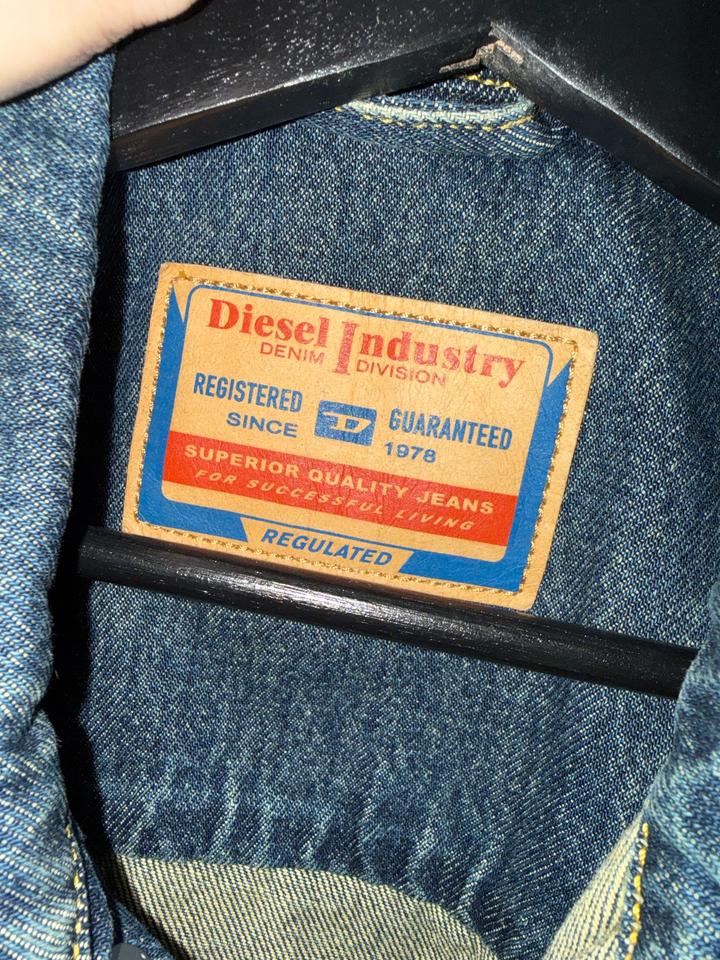 Diesel Industry
DENIM DIVISION
REGISTERED D GUARANTEED
SINCE 1978
SUPERIOR QUALITY JEANS
FOR SUCCESSFUL LIVING
REGULATED